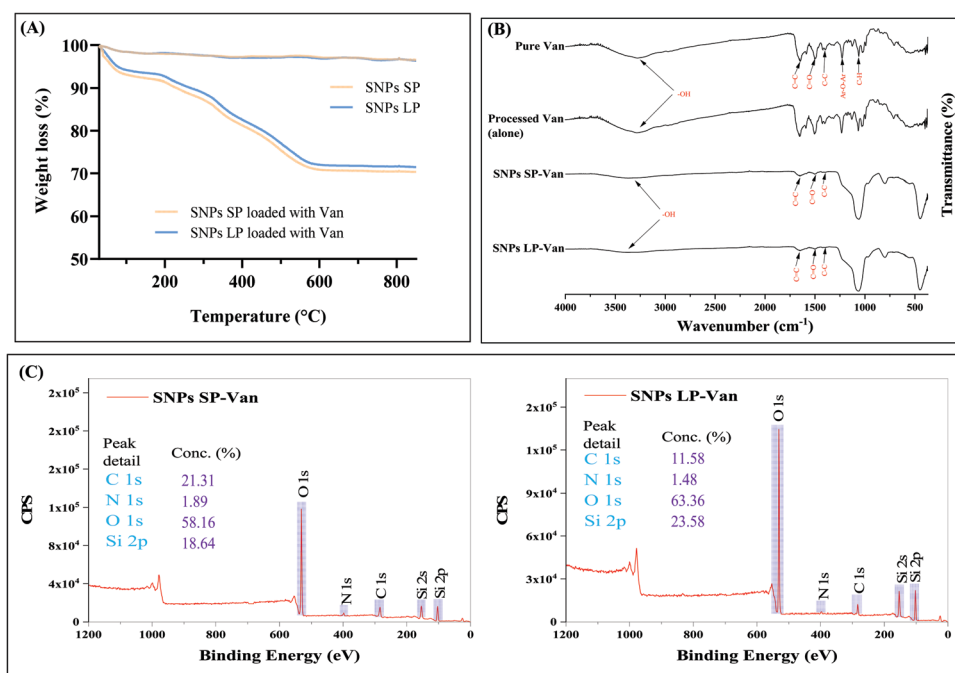 (A)
Weight loss (%)
100
90
80
70
60
50
SNPs SP
SNPs LP
SNPs SP loaded with Van
SNPs LP loaded with Van
200
400
600
800
Temperature (°C)
(B)
Pure Van
Processed Van
(alone)
SNPs SP-Van
SNPs LP-Van
-OH
-OH
C=C
C=O
C-C
Ar-O-Ar
C-H
C=C
C=O
C-C
C=C
C=O
C-C
Transmittance (%)
4000 3500 3000 2500 2000 1500 1000 500
Wavenumber (cm-1)
(C)
SNPs SP-Van
Peak detail Conc. (%)
C 1s 21.31
N 1s 1.89
O 1s 58.16
Si 2p 18.64
CPS
2x10⁵
2x10⁵
2x10⁵
2x10⁵
1x10⁵
8x10⁴
4x10⁴
0
O 1s
N 1s
C 1s
Si 2s
Si 2p
1200 1000 800 600 400 200 0
Binding Energy (eV)
SNPs LP-Van
Peak detail Conc. (%)
C 1s 11.58
N 1s 1.48
O 1s 63.36
Si 2p 23.58
CPS
2x10⁵
1x10⁵
1x10⁵
9x10⁴
6x10⁴
3x10⁴
0
O 1s
N 1s
C 1s
Si 2s
Si 2p
1200 1000 800 600 400 200 0
Binding Energy (eV)